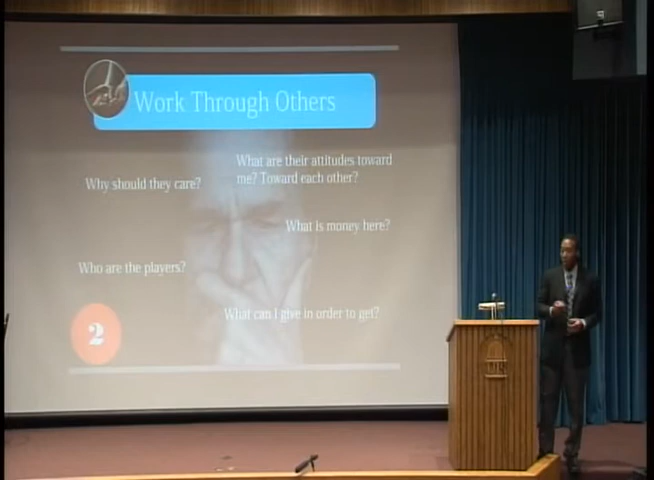 Work Through Others
What are their attitudes toward
me? Toward each other?
Why should they care?
What is money here?
Who are the players?
What can I give in order to get?
2